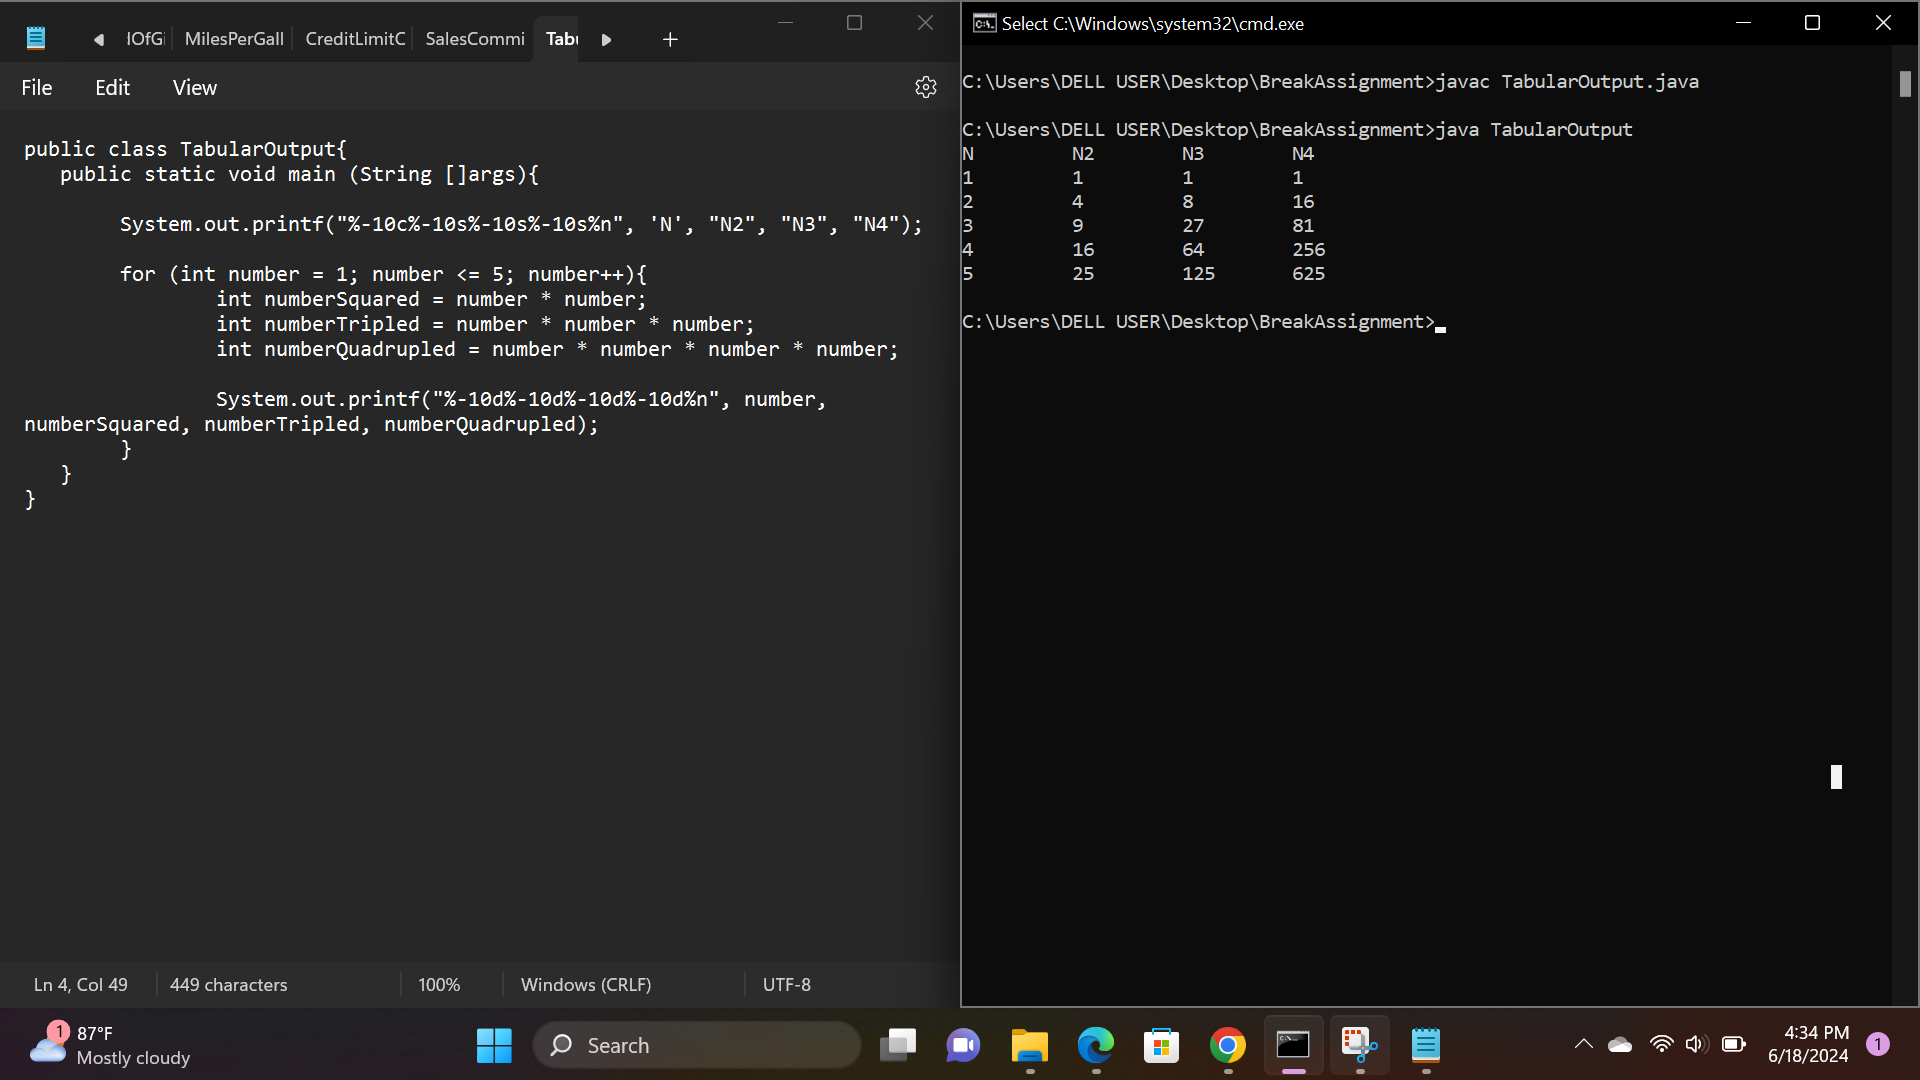 lOfG
MilesPerGall
CreditLimitC
SalesCommi
Tabu
File
Edit
View
public class TabularOutput{
public static void main (String []args){
System.out.printf("%-10c%-10s%-10s%-10s%n", 'N', "N2", "N3", "N4");
for (int number = 1; number <= 5; number++){
int numberSquared = number * number;
int numberTripled = number * number * number;
int numberQuadrupled = number * number * number * number;
System.out.printf("%-10d%-10d%-10d%-10d%n", number,
numberSquared, numberTripled, numberQuadrupled);
}
}
}
Ln 4, Col 49
449 characters
100%
Windows (CRLF)
UTF-8
Select C:\Windows\system32\cmd.exe
C:\Users\DELL USER\Desktop\BreakAssignment>javac TabularOutput.java
C:\Users\DELL USER\Desktop\BreakAssignment>java TabularOutput
N N2 N3 N4
1 1 1 1
2 4 8 16
3 9 27 81
4 16 64 256
5 25 125 625
C:\Users\DELL USER\Desktop\BreakAssignment>
1
87°F
Mostly cloudy
Search
4:34 PM
6/18/2024
1